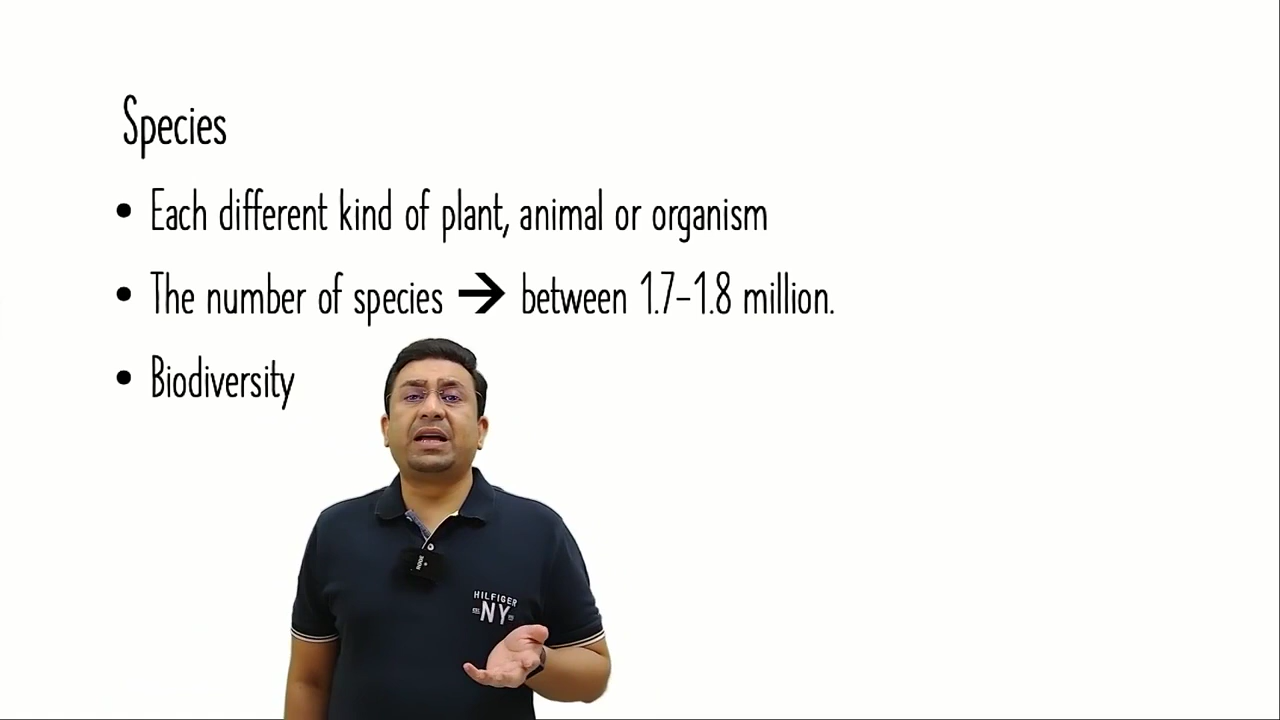 Species
• Each different kind of plant, animal or organism
• The number of species → between 1.7–1.8 million.
• Biodiversity
HILFIGER
NY